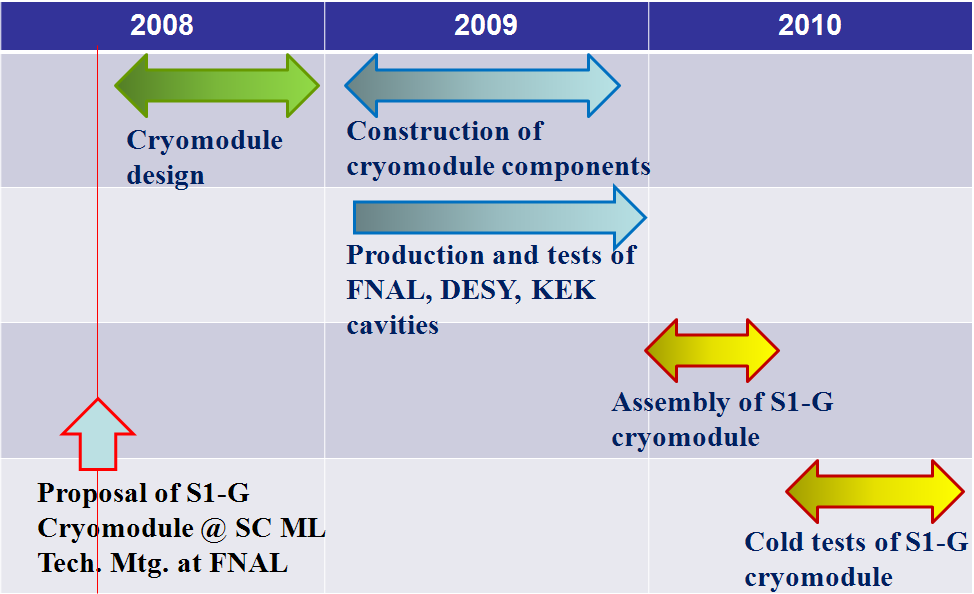 2008
2009
2010
Cryomodule
design
Construction of
cryomodule components
Production and tests of
FNAL, DESY, KEK
cavities
Assembly of S1-G
cryomodule
Proposal of S1-G
Cryomodule @ SC ML
Tech. Mtg. at FNAL
Cold tests of S1-G
cryomodule